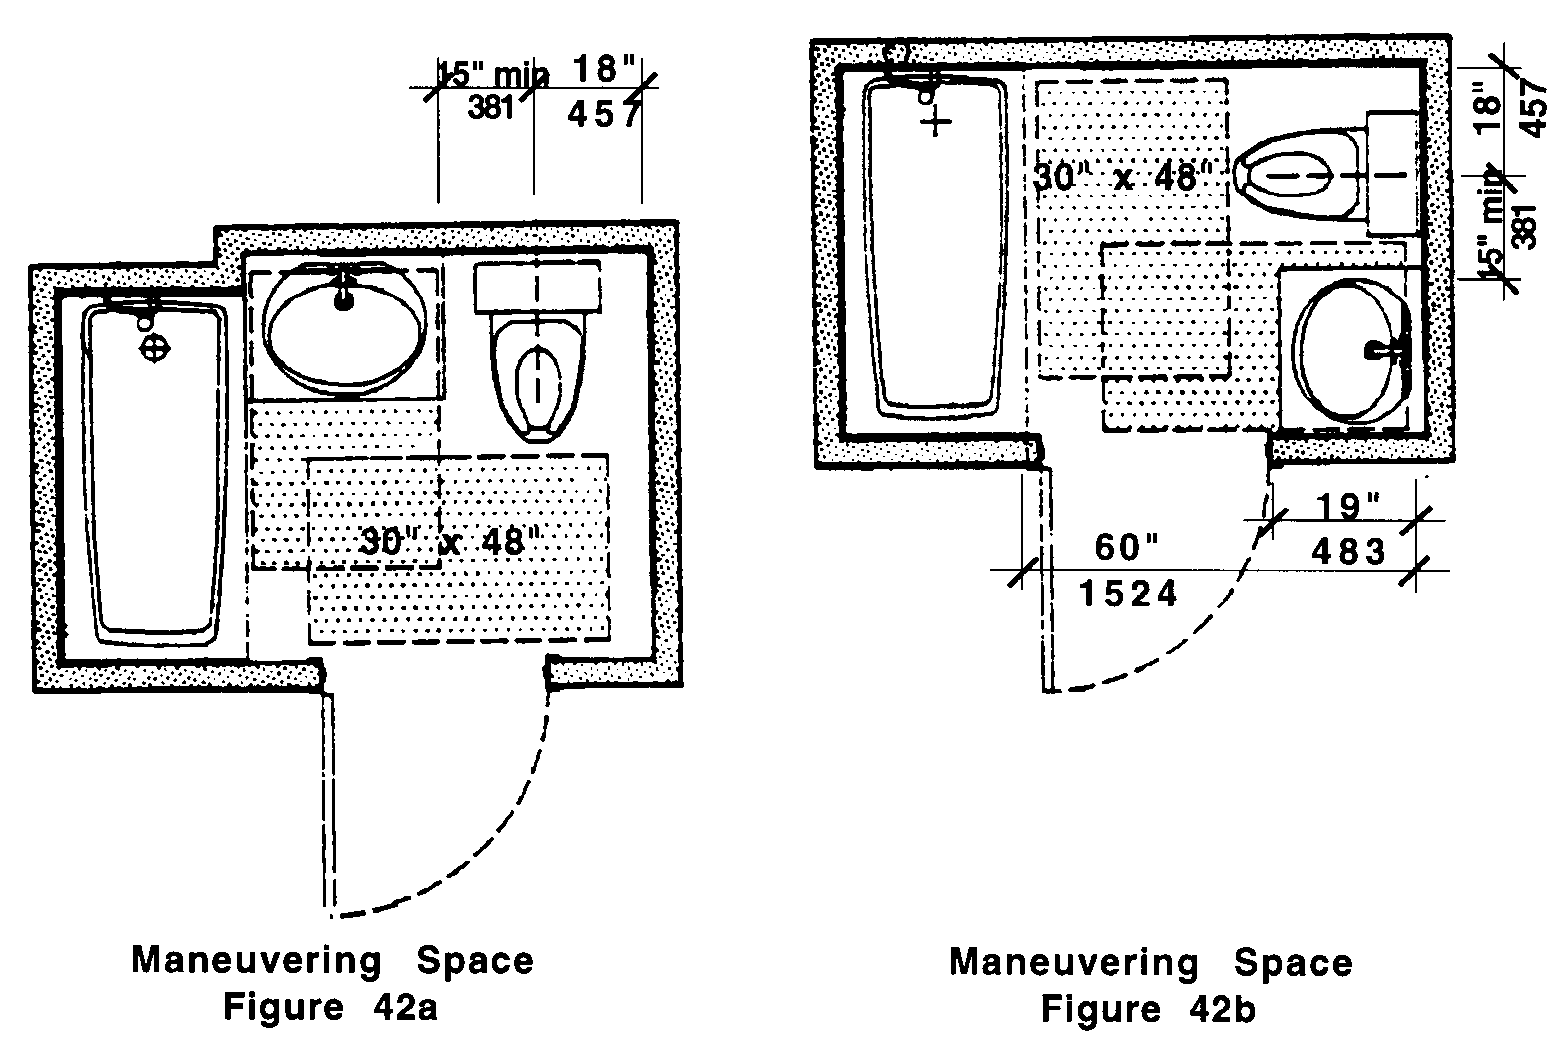 15" min 18"
381 457
30" x 48"
Maneuvering Space
Figure 42a
30" x 48"
18"
457
15" min
381
19"
483
60"
1524
Maneuvering Space
Figure 42b